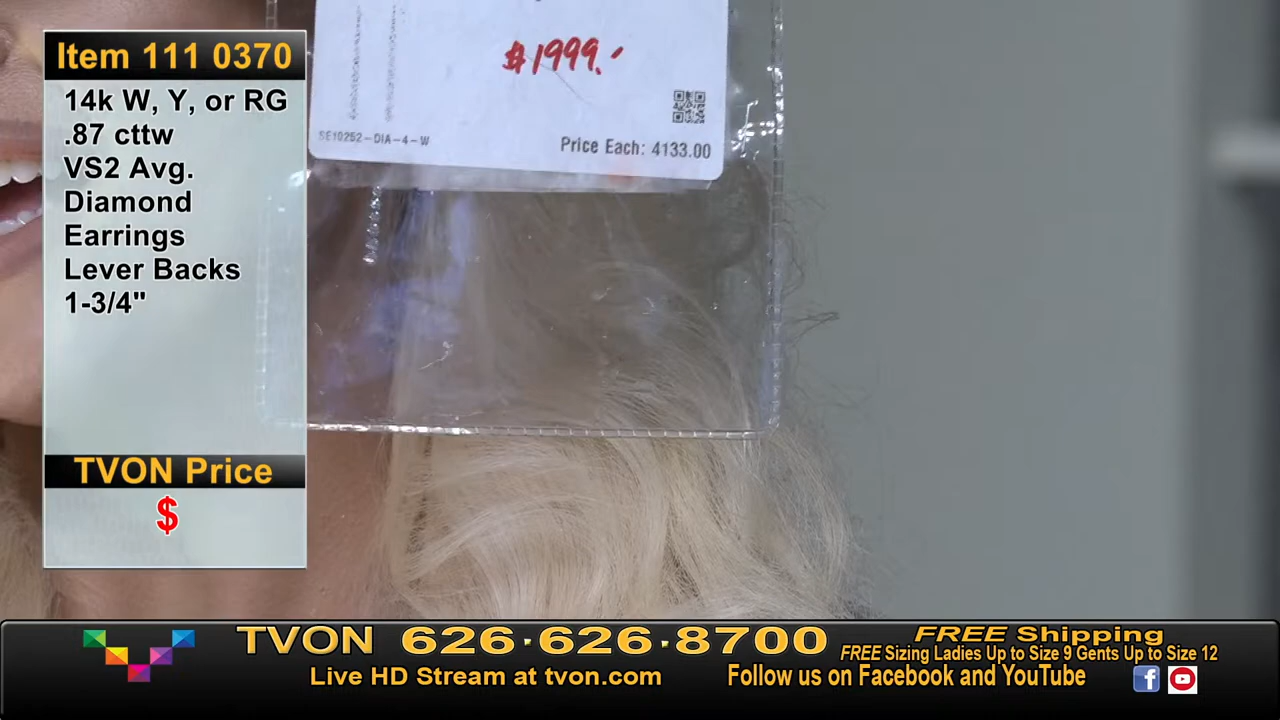 Item 111 0370
14k W, Y, or RG
.87 cttw
VS2 Avg.
Diamond
Earrings
Lever Backs
1-3/4"
TVON Price
$
$1999.-
SE10252-DIA-4-W
Price Each: 4133.00
TVON 626·626·8700
Live HD Stream at tvon.com
FREE Shipping
FREE Sizing Ladies Up to Size 9 Gents Up to Size 12
Follow us on Facebook and YouTube